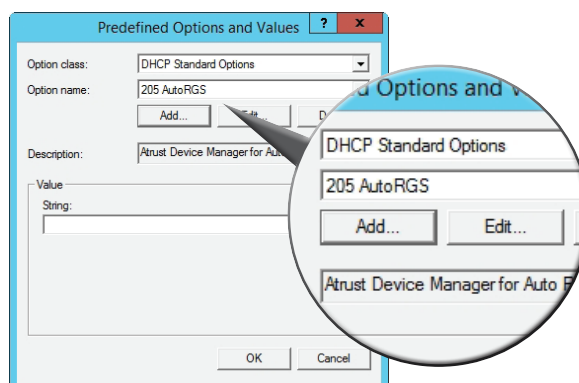 Predefined Options and Values
?
x
Option class:
DHCP Standard Options
Option name:
205 AutoRGS
Add...
Edit...
Description:
Atrust Device Manager for Auto
Value
String:
OK
Cancel
Options and
DHCP Standard Options
205 AutoRGS
Add...
Edit...
Atrust Device Manager for Auto